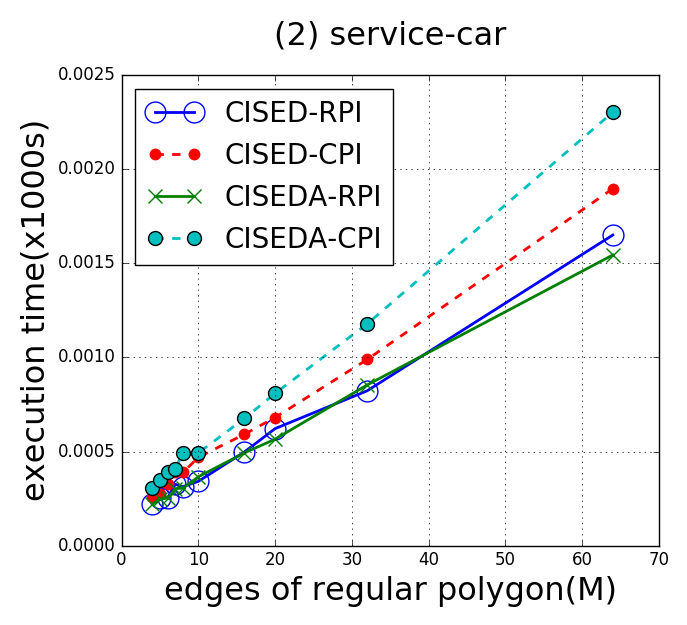 (2) service-car
0.0025
0.0020
0.0015
0.0010
0.0005
0.0000
execution time(x1000s)
CISED-RPI
CISED-CPI
CISEDA-RPI
CISEDA-CPI
0 10 20 30 40 50 60 70
edges of regular polygon(M)